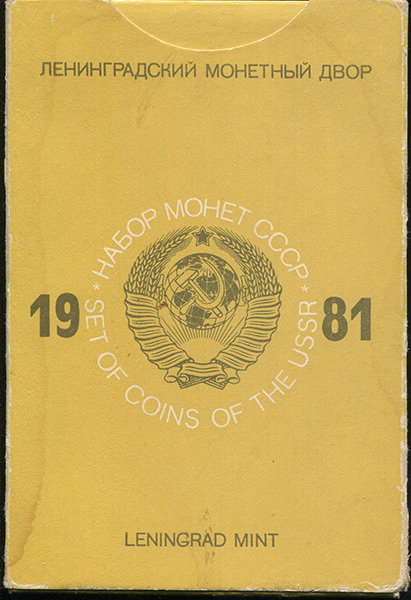 ЛЕНИНГРАДСКИЙ МОНЕТНЫЙ ДВОР
* НАБОР МОНЕТ СССР *
19 81
SET OF COINS OF THE USSR
LENINGRAD MINT